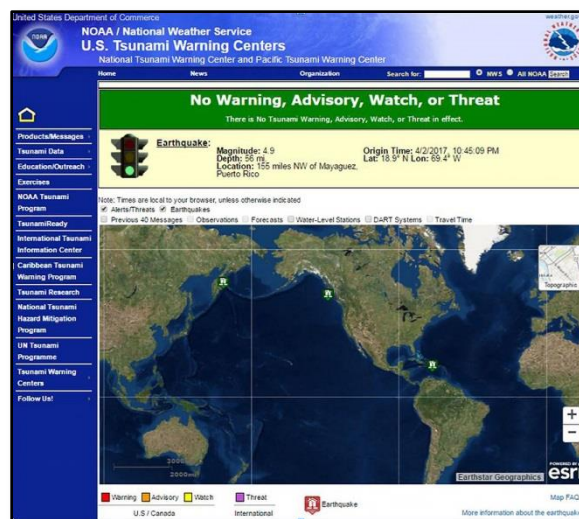 United States Department of Commerce
weather.gov
NOAA / National Weather Service
U.S. Tsunami Warning Centers
National Tsunami Warning Center and Pacific Tsunami Warning Center
Home News Organization Search for: NWS All NOAA Search
No Warning, Advisory, Watch, or Threat
There is No Tsunami Warning, Advisory, Watch, or Threat in effect.
Earthquake:
Magnitude: 4.9
Depth: 56 mi.
Location: 155 miles NW of Mayaguez, Puerto Rico
Origin Time: 4/2/2017, 10:45:09 PM
Lat: 18.9° N Lon: 69.4° W
Products/Messages
Tsunami Data
Education/Outreach
Exercises
NOAA Tsunami
Program
TsunamiReady
International Tsunami
Information Center
Caribbean Tsunami
Warning Program
Tsunami Research
National Tsunami
Hazard Mitigation
Program
UN Tsunami
Programme
Tsunami Warning
Centers
Follow Us!
Note: Times are local to your browser, unless otherwise indicated
Alerts/Threats Earthquakes
Previous 40 Messages Observations Forecasts Water-Level Stations DART Systems Travel Time
Topographic
+
−
POWERED BY
esri
Earthstar Geographics
Warning Advisory Watch Threat Earthquake
U.S / Canada International
Map FAQ
More information about the earthquake